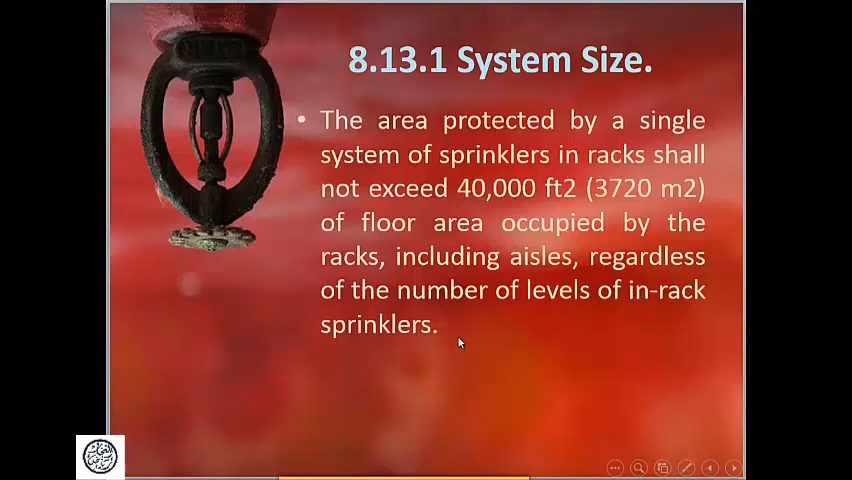 8.13.1 System Size.
• The area protected by a single
system of sprinklers in racks shall
not exceed 40,000 ft2 (3720 m2)
of floor area occupied by the
racks, including aisles, regardless
of the number of levels of in-rack
sprinklers.